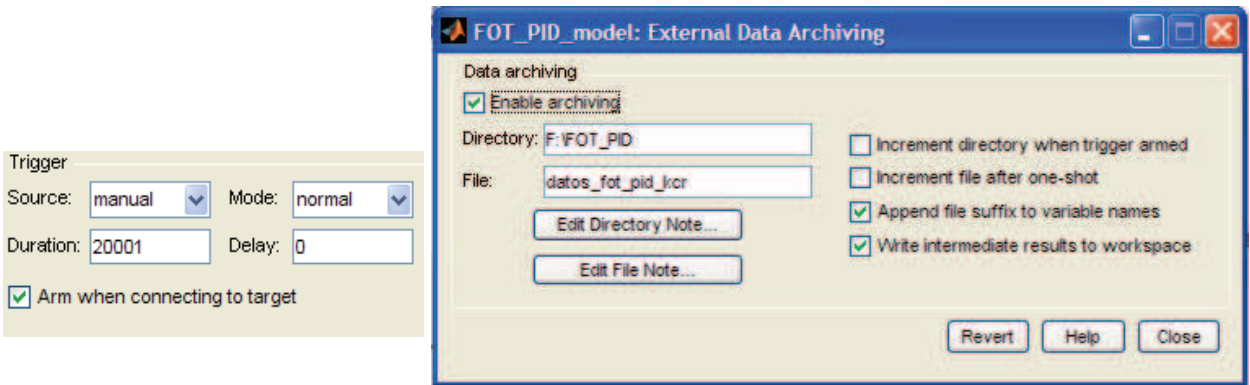 Trigger
Source: manual Mode: normal
Duration: 20001 Delay: 0
Arm when connecting to target
FOT_PID_model: External Data Archiving
Data archiving
Enable archiving
Directory: F:\FOT_PID
File: datos_fot_pid_kcr
Edit Directory Note...
Edit File Note...
Increment directory when trigger armed
Increment file after one-shot
Append file suffix to variable names
Write intermediate results to workspace
Revert Help Close